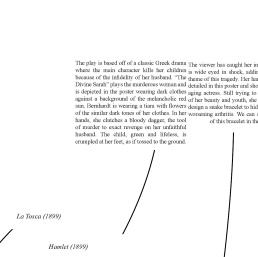 The play is based off of a classic Greek drama
where the main character kills her children
because of the infidelity of her husband. "The
Divine Sarah" plays the murderous woman and
is depicted in the poster wearing dark clothes
against a background of the melancholic red
sun. Bernhardt is wearing a tiara with flowers
of the similar dark tones of her clothes. In her
hands, she clutches a bloody dagger, the tool
of murder to exact revenge on her unfaithful
husband. The child, green and lifeless, is
crumpled at her feet, as if tossed to the ground.
The viewer has caught her in
is wide eyed in shock, addin
theme of this tragedy. Her han
detailed in this poster and sho
aging actress. Still trying to
of her beauty and youth, she
design a snake bracelet to hid
worsening arthritis. We can
of this bracelet in th
La Tosca (1899)
Hamlet (1899)